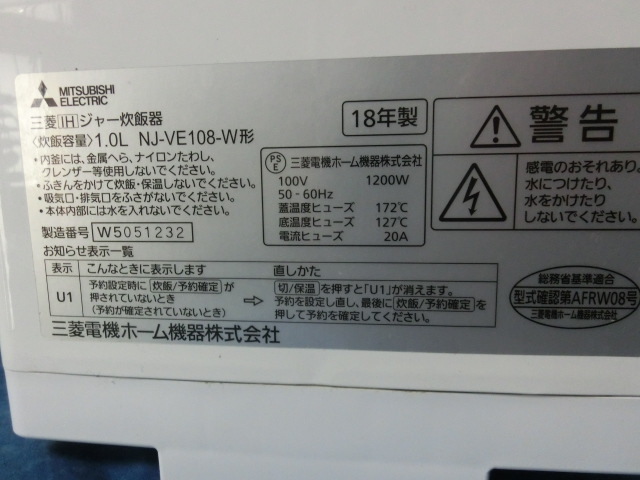 MITSUBISHI
ELECTRIC
三菱IHジャー炊飯器
18年製
〈炊飯容量〉1.0L NJ-VE108-W形
・内釜には、金属へら、ナイロンたわし、
クレンザー等使用しないでください。
・ふきんをかけて炊飯・保温しないでください。
・吸気口・排気口をふさがないでください。
・本体内部には水を入れないでください。
製造番号 W5051232
PSE 三菱電機ホーム機器株式会社
100V 1200W
50-60Hz
蓋温度ヒューズ 172℃
底温度ヒューズ 127℃
電流ヒューズ 20A
警告
感電のおそれあり。
水につけたり、
水をかけたり
しないでください。
お知らせ表示一覧
表示 こんなときに表示します 直しかた
U1
予約設定時に 炊飯/予約確定 が
押されていないとき
(予約が確定されていないとき)
⇨
切/保温 を押すと「U1」が消えます。
予約を設定し直し、最後に 炊飯/予約確定 を
押して予約を確定してください。
総務省基準適合
型式確認第AFRW08号
三菱電機ホーム機器株式会社
三菱電機ホーム機器株式会社